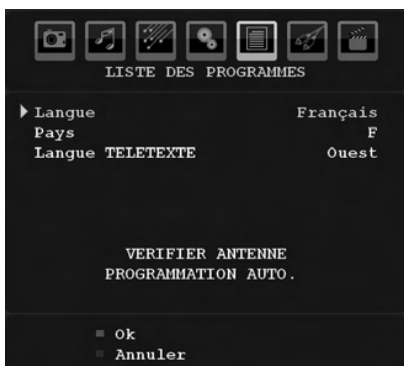 LISTE DES PROGRAMMES
Langue Français
Pays F
Langue TELETEXTE Ouest
VERIFIER ANTENNE
PROGRAMMATION AUTO.
Ok
Annuler